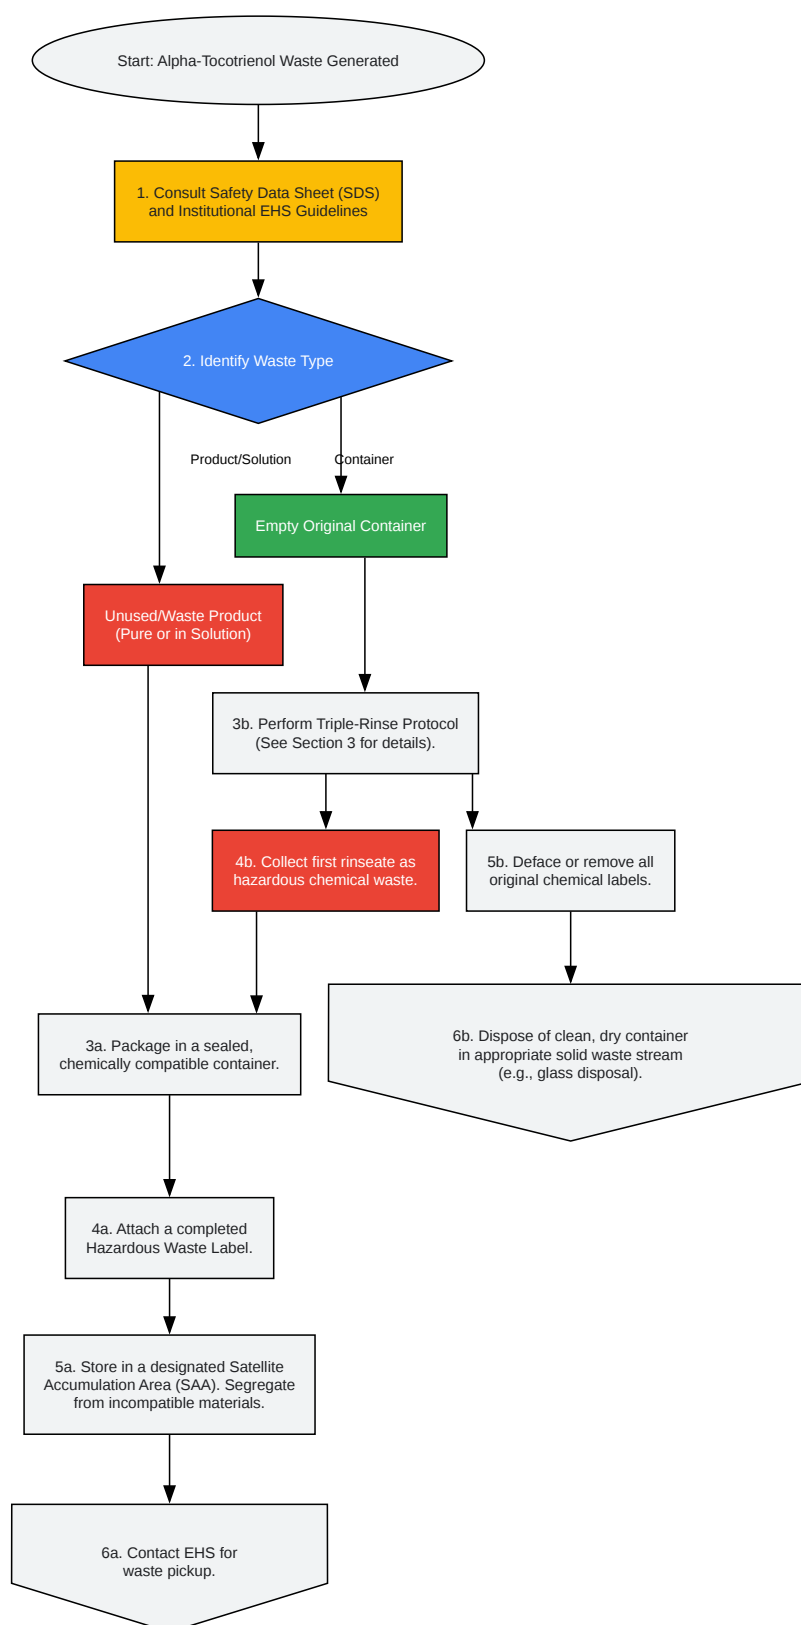 Start: Alpha-Tocotrienol Waste Generated
1. Consult Safety Data Sheet (SDS)
and Institutional EHS Guidelines
2. Identify Waste Type
Product/Solution
Container
Empty Original Container
Unused/Waste Product
(Pure or in Solution)
3b. Perform Triple-Rinse Protocol
(See Section 3 for details).
4b. Collect first rinseate as
hazardous chemical waste.
5b. Deface or remove all
original chemical labels.
6b. Dispose of clean, dry container
in appropriate solid waste stream
(e.g., glass disposal).
3a. Package in a sealed,
chemically compatible container.
4a. Attach a completed
Hazardous Waste Label.
5a. Store in a designated Satellite
Accumulation Area (SAA). Segregate
from incompatible materials.
6a. Contact EHS for
waste pickup.